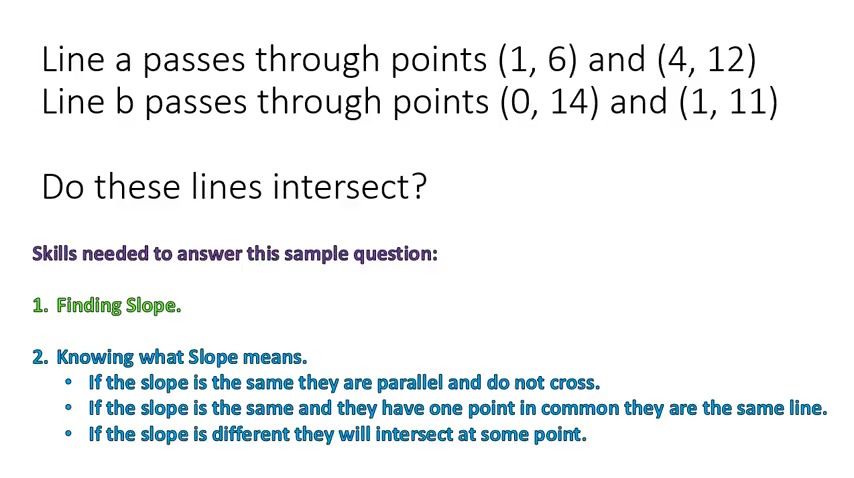 Line a passes through points (1, 6) and (4, 12)
Line b passes through points (0, 14) and (1, 11)
Do these lines intersect?
Skills needed to answer this sample question:
1. Finding Slope.
2. Knowing what Slope means.
• If the slope is the same they are parallel and do not cross.
• If the slope is the same and they have one point in common they are the same line.
• If the slope is different they will intersect at some point.